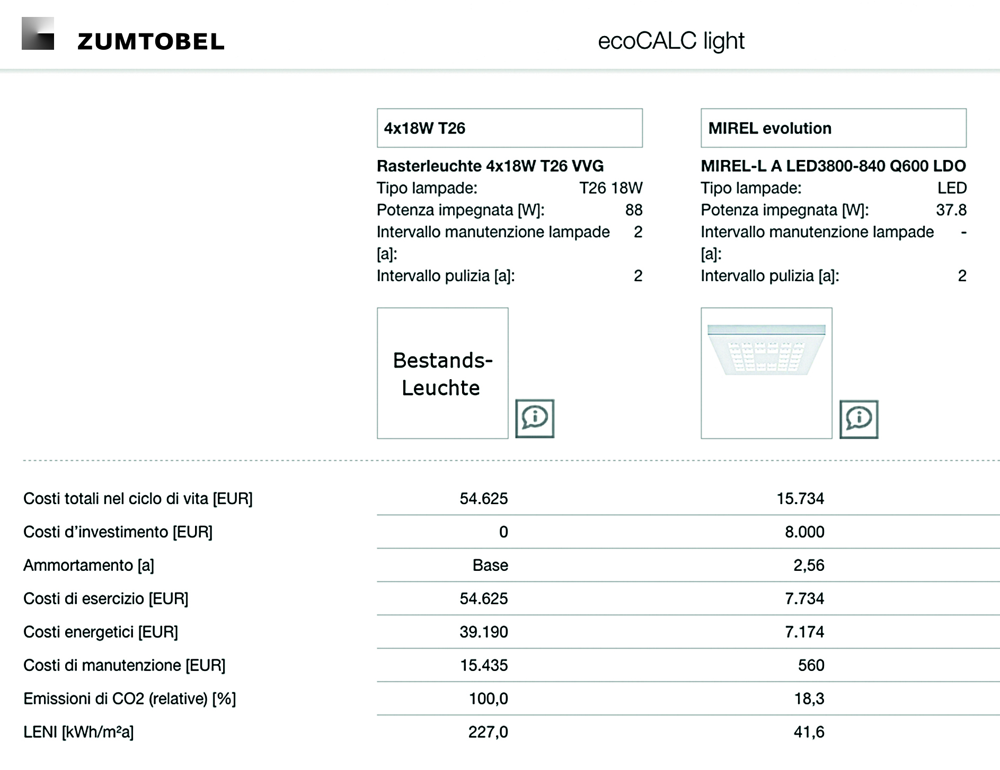 ZUMTOBEL
ecoCALC light
4x18W T26
Rasterleuchte 4x18W T26 VVG
Tipo lampade: T26 18W
Potenza impegnata [W]: 88
Intervallo manutenzione lampade 2
[a]:
Intervallo pulizia [a]: 2
Bestands-
Leuchte
i
MIREL evolution
MIREL-L A LED3800-840 Q600 LDO
Tipo lampade: LED
Potenza impegnata [W]: 37.8
Intervallo manutenzione lampade -
[a]:
Intervallo pulizia [a]: 2
i
Costi totali nel ciclo di vita [EUR] 54.625 15.734
Costi d’investimento [EUR] 0 8.000
Ammortamento [a] Base 2,56
Costi di esercizio [EUR] 54.625 7.734
Costi energetici [EUR] 39.190 7.174
Costi di manutenzione [EUR] 15.435 560
Emissioni di CO2 (relative) [%] 100,0 18,3
LENI [kWh/m²a] 227,0 41,6